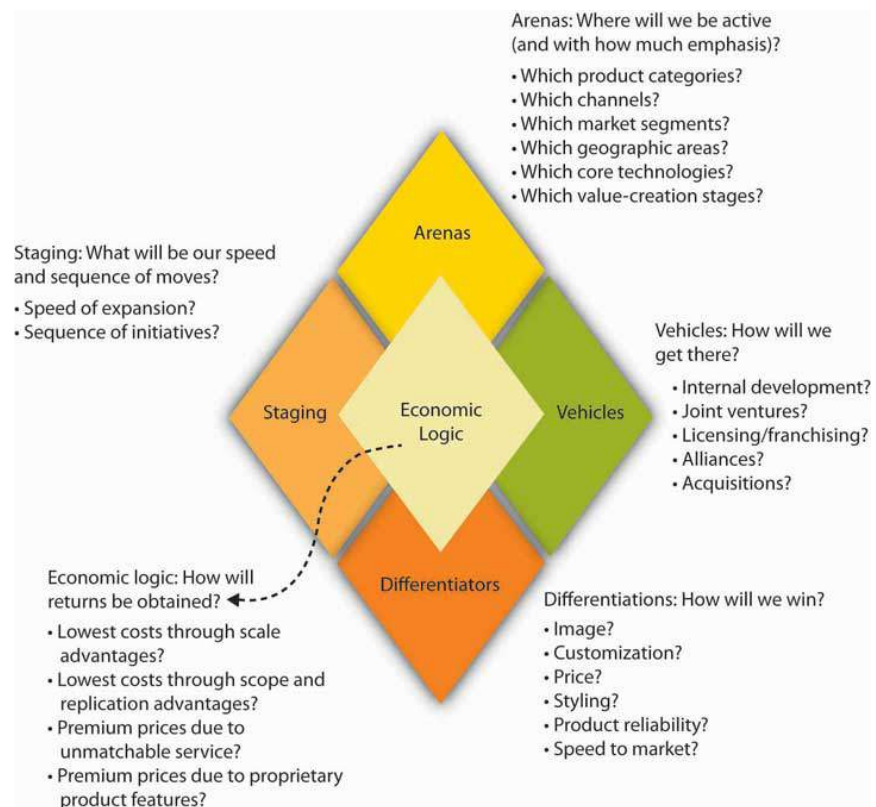 Arenas: Where will we be active
(and with how much emphasis)?
• Which product categories?
• Which channels?
• Which market segments?
• Which geographic areas?
• Which core technologies?
• Which value-creation stages?
Arenas
Staging: What will be our speed
and sequence of moves?
• Speed of expansion?
• Sequence of initiatives?
Vehicles: How will we
get there?
• Internal development?
• Joint ventures?
• Licensing/franchising?
• Alliances?
• Acquisitions?
Staging
Economic
Logic
Vehicles
Differentiators
Economic logic: How will
returns be obtained?
• Lowest costs through scale
advantages?
• Lowest costs through scope and
replication advantages?
• Premium prices due to
unmatchable service?
• Premium prices due to proprietary
product features?
Differentiations: How will we win?
• Image?
• Customization?
• Price?
• Styling?
• Product reliability?
• Speed to market?